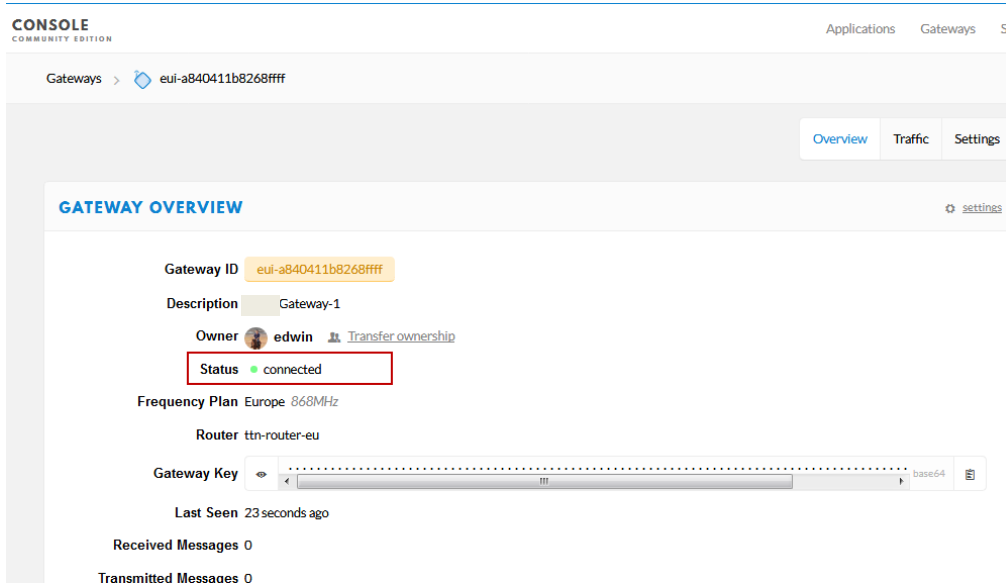 CONSOLE
COMMUNITY EDITION
Applications Gateways S
Gateways > eui-a840411b8268ffff
Overview Traffic Settings
GATEWAY OVERVIEW
settings
Gateway ID eui-a840411b8268ffff
Description Gateway-1
Owner edwin Transfer ownership
Status connected
Frequency Plan Europe 868MHz
Router ttn-router-eu
Gateway Key base64
Last Seen 23 seconds ago
Received Messages 0
Transmitted Messages 0